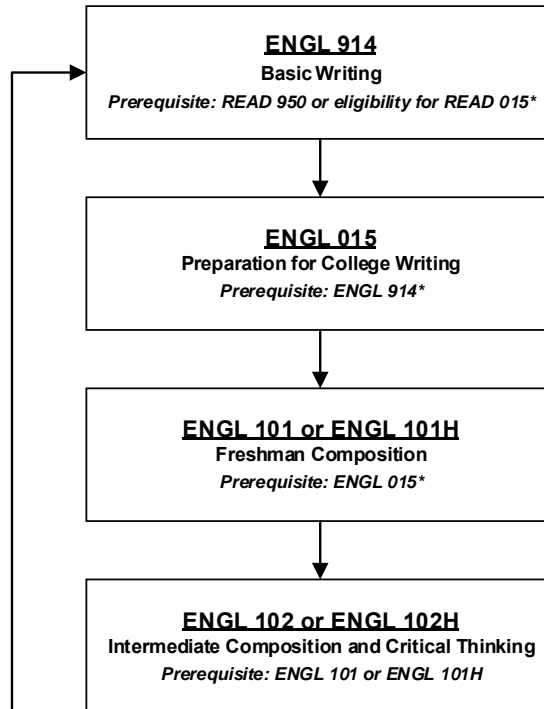 ENGL 914
Basic Writing
Prerequisite: READ 950 or eligibility for READ 015*
ENGL 015
Preparation for College Writing
Prerequisite: ENGL 914*
ENGL 101 or ENGL 101H
Freshman Composition
Prerequisite: ENGL 015*
ENGL 102 or ENGL 102H
Intermediate Composition and Critical Thinking
Prerequisite: ENGL 101 or ENGL 101H